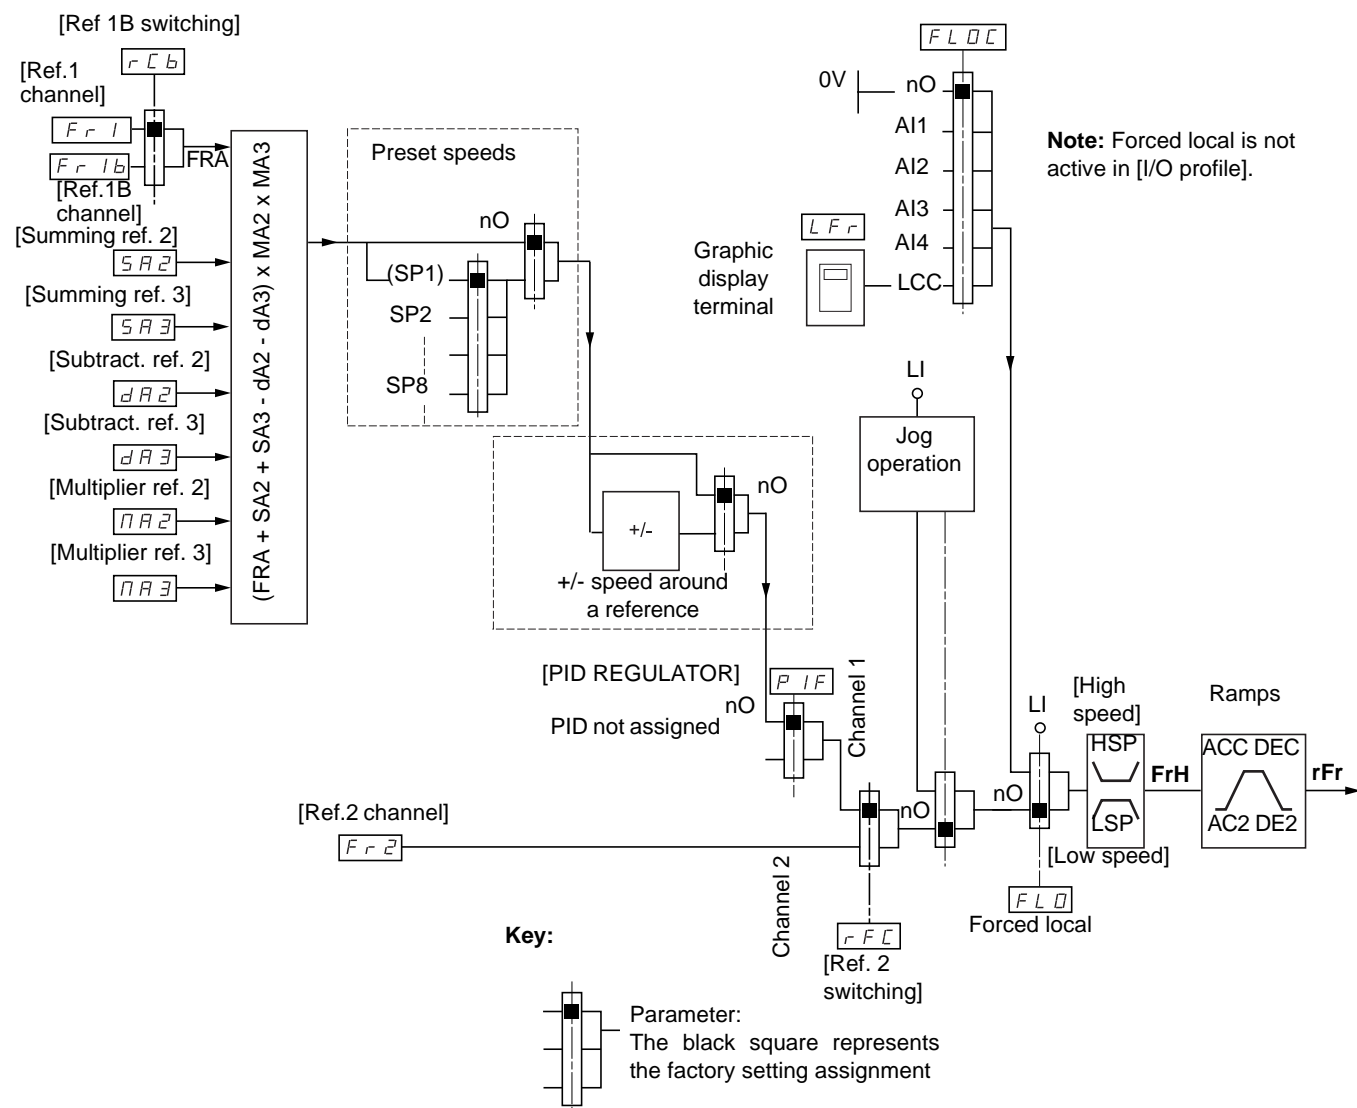 [Ref 1B switching]
rCb
[Ref.1
channel]
Fr1
Fr1b
FRA
[Ref.1B
channel]
[Summing ref. 2]
SA2
[Summing ref. 3]
SA3
[Subtract. ref. 2]
dA2
[Subtract. ref. 3]
dA3
[Multiplier ref. 2]
MA2
[Multiplier ref. 3]
MA3
(FRA + SA2 + SA3 - dA2 - dA3) x MA2 x MA3
Preset speeds
nO
(SP1)
SP2
SP8
+/-
nO
+/- speed around
a reference
FLOC
0V
nO
AI1
AI2
AI3
AI4
LCC
LFr
Graphic
display
terminal
Note: Forced local is not
active in [I/O profile].
LI
Jog
operation
[PID REGULATOR]
PIF
nO
PID not assigned
Channel 1
[Ref.2 channel]
Fr2
Channel 2
nO
rFC
[Ref. 2
switching]
nO
LI
FLO
Forced local
[High
speed]
HSP
LSP
[Low speed]
FrH
Ramps
ACC DEC
AC2 DE2
rFr
Key:
Parameter:
The black square represents
the factory setting assignment